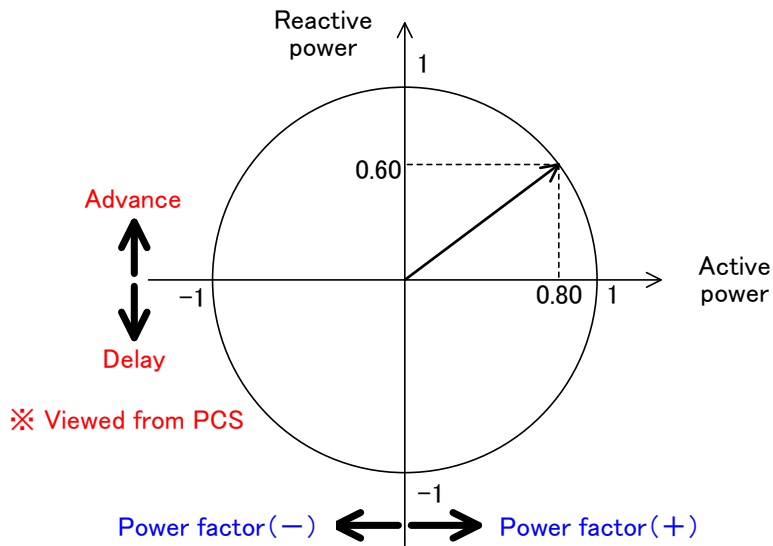 Reactive
power
1
0.60
Advance
Active
power
-1
0.80
1
Delay
※ Viewed from PCS
-1
Power factor(-)
Power factor(+)